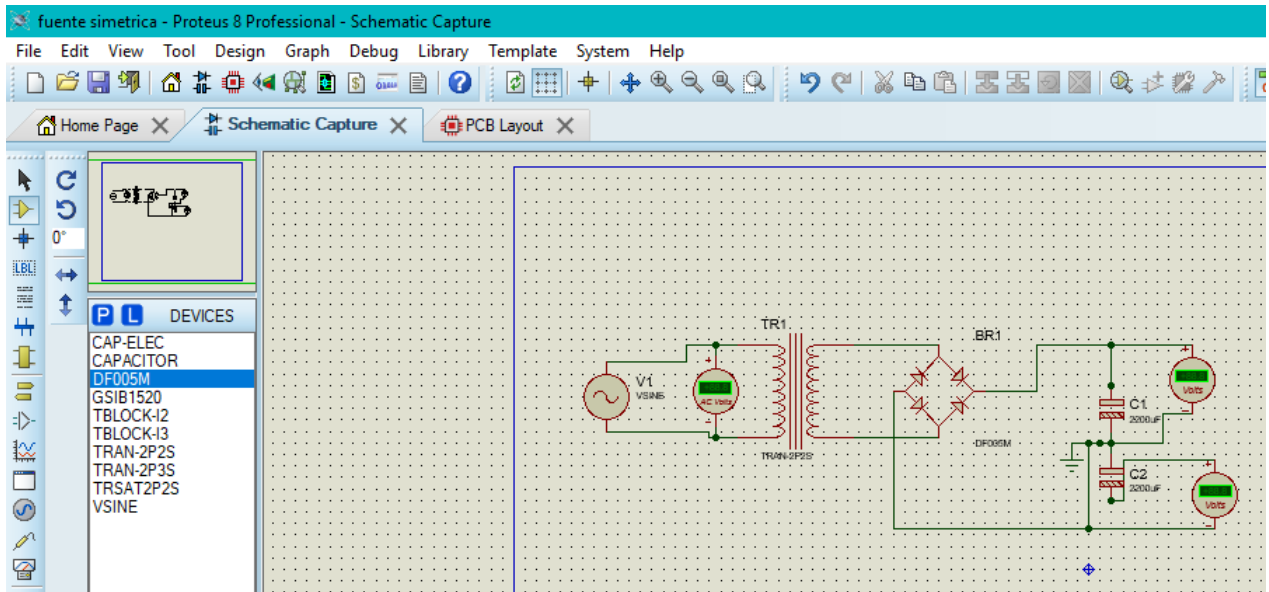 fuente simetrica - Proteus 8 Professional - Schematic Capture
File Edit View Tool Design Graph Debug Library Template System Help
Home Page
Schematic Capture
PCB Layout
0°
LBL
P L DEVICES
CAP-ELEC
CAPACITOR
DF005M
GSIB1520
TBLOCK-I2
TBLOCK-I3
TRAN-2P2S
TRAN-2P3S
TRSAT2P2S
VSINE
V1
VSINE
+
AC Volts
-
TR1
TRAN-2P2S
BR1
DF005M
C1
2200uF
+
Volts
-
C2
2200uF
+
Volts
-